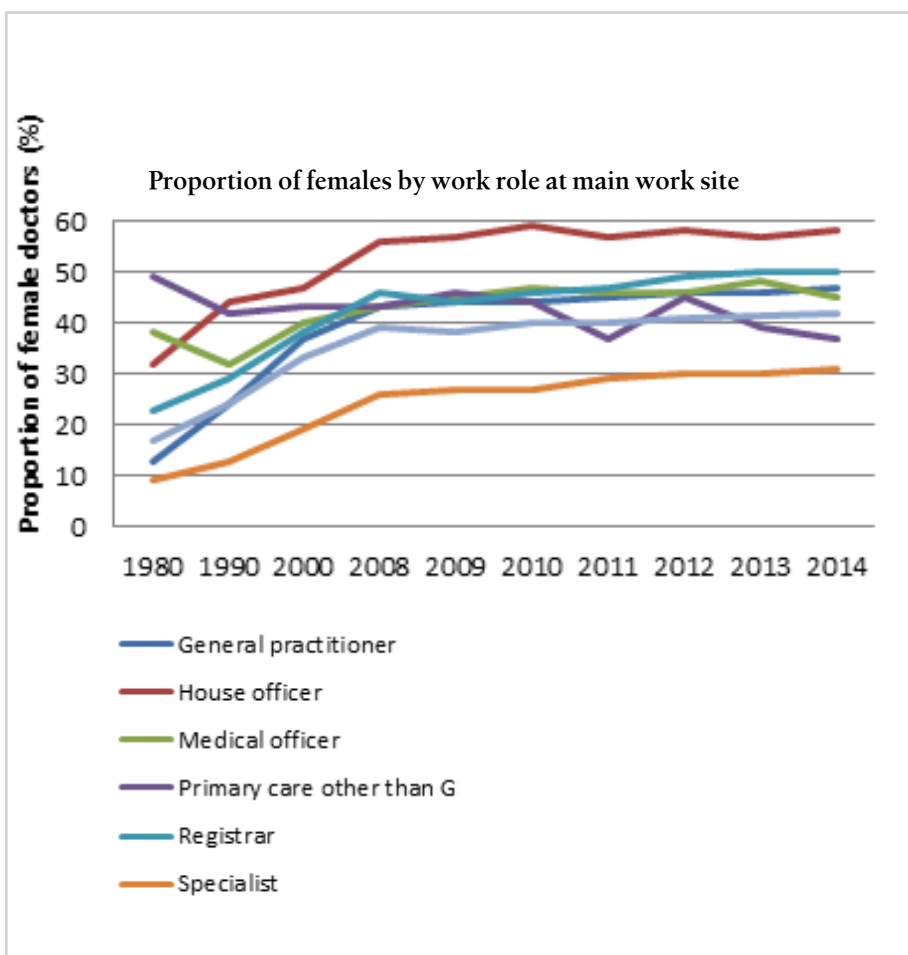 Proportion of females by work role at main work site
Proportion of female doctors (%)
60
50
40
30
20
10
0
1980 1990 2000 2008 2009 2010 2011 2012 2013 2014
General practitioner
House officer
Medical officer
Primary care other than G
Registrar
Specialist